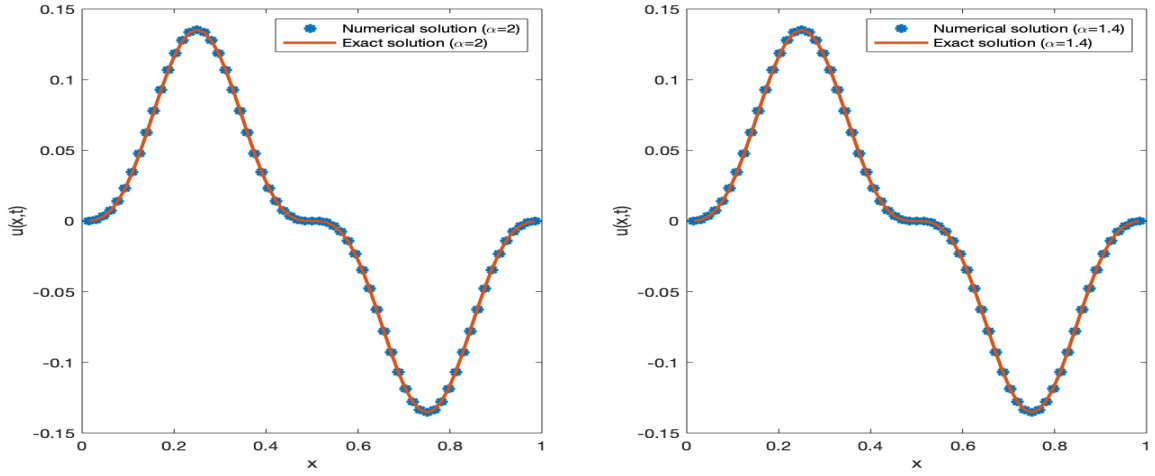 0.15
0.1
0.05
0
-0.05
-0.1
-0.15
u(x,t)
0 0.2 0.4 0.6 0.8 1
x
Numerical solution (α=2)
Exact solution (α=2)
0.15
0.1
0.05
0
-0.05
-0.1
-0.15
u(x,t)
0 0.2 0.4 0.6 0.8 1
x
Numerical solution (α=1.4)
Exact solution (α=1.4)